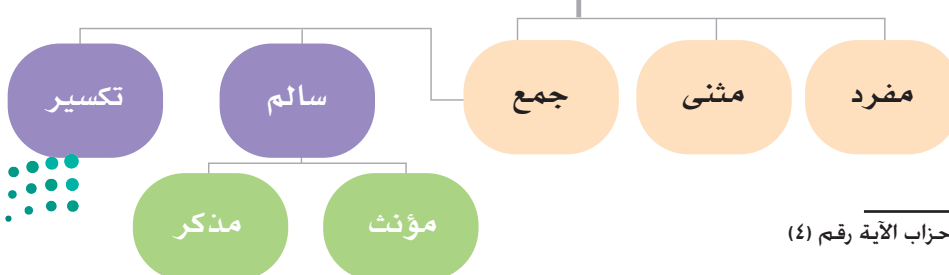 مفرد مثنى جمع سالم تكسير
مؤنث مذكر
حزاب الآية رقم (٤)